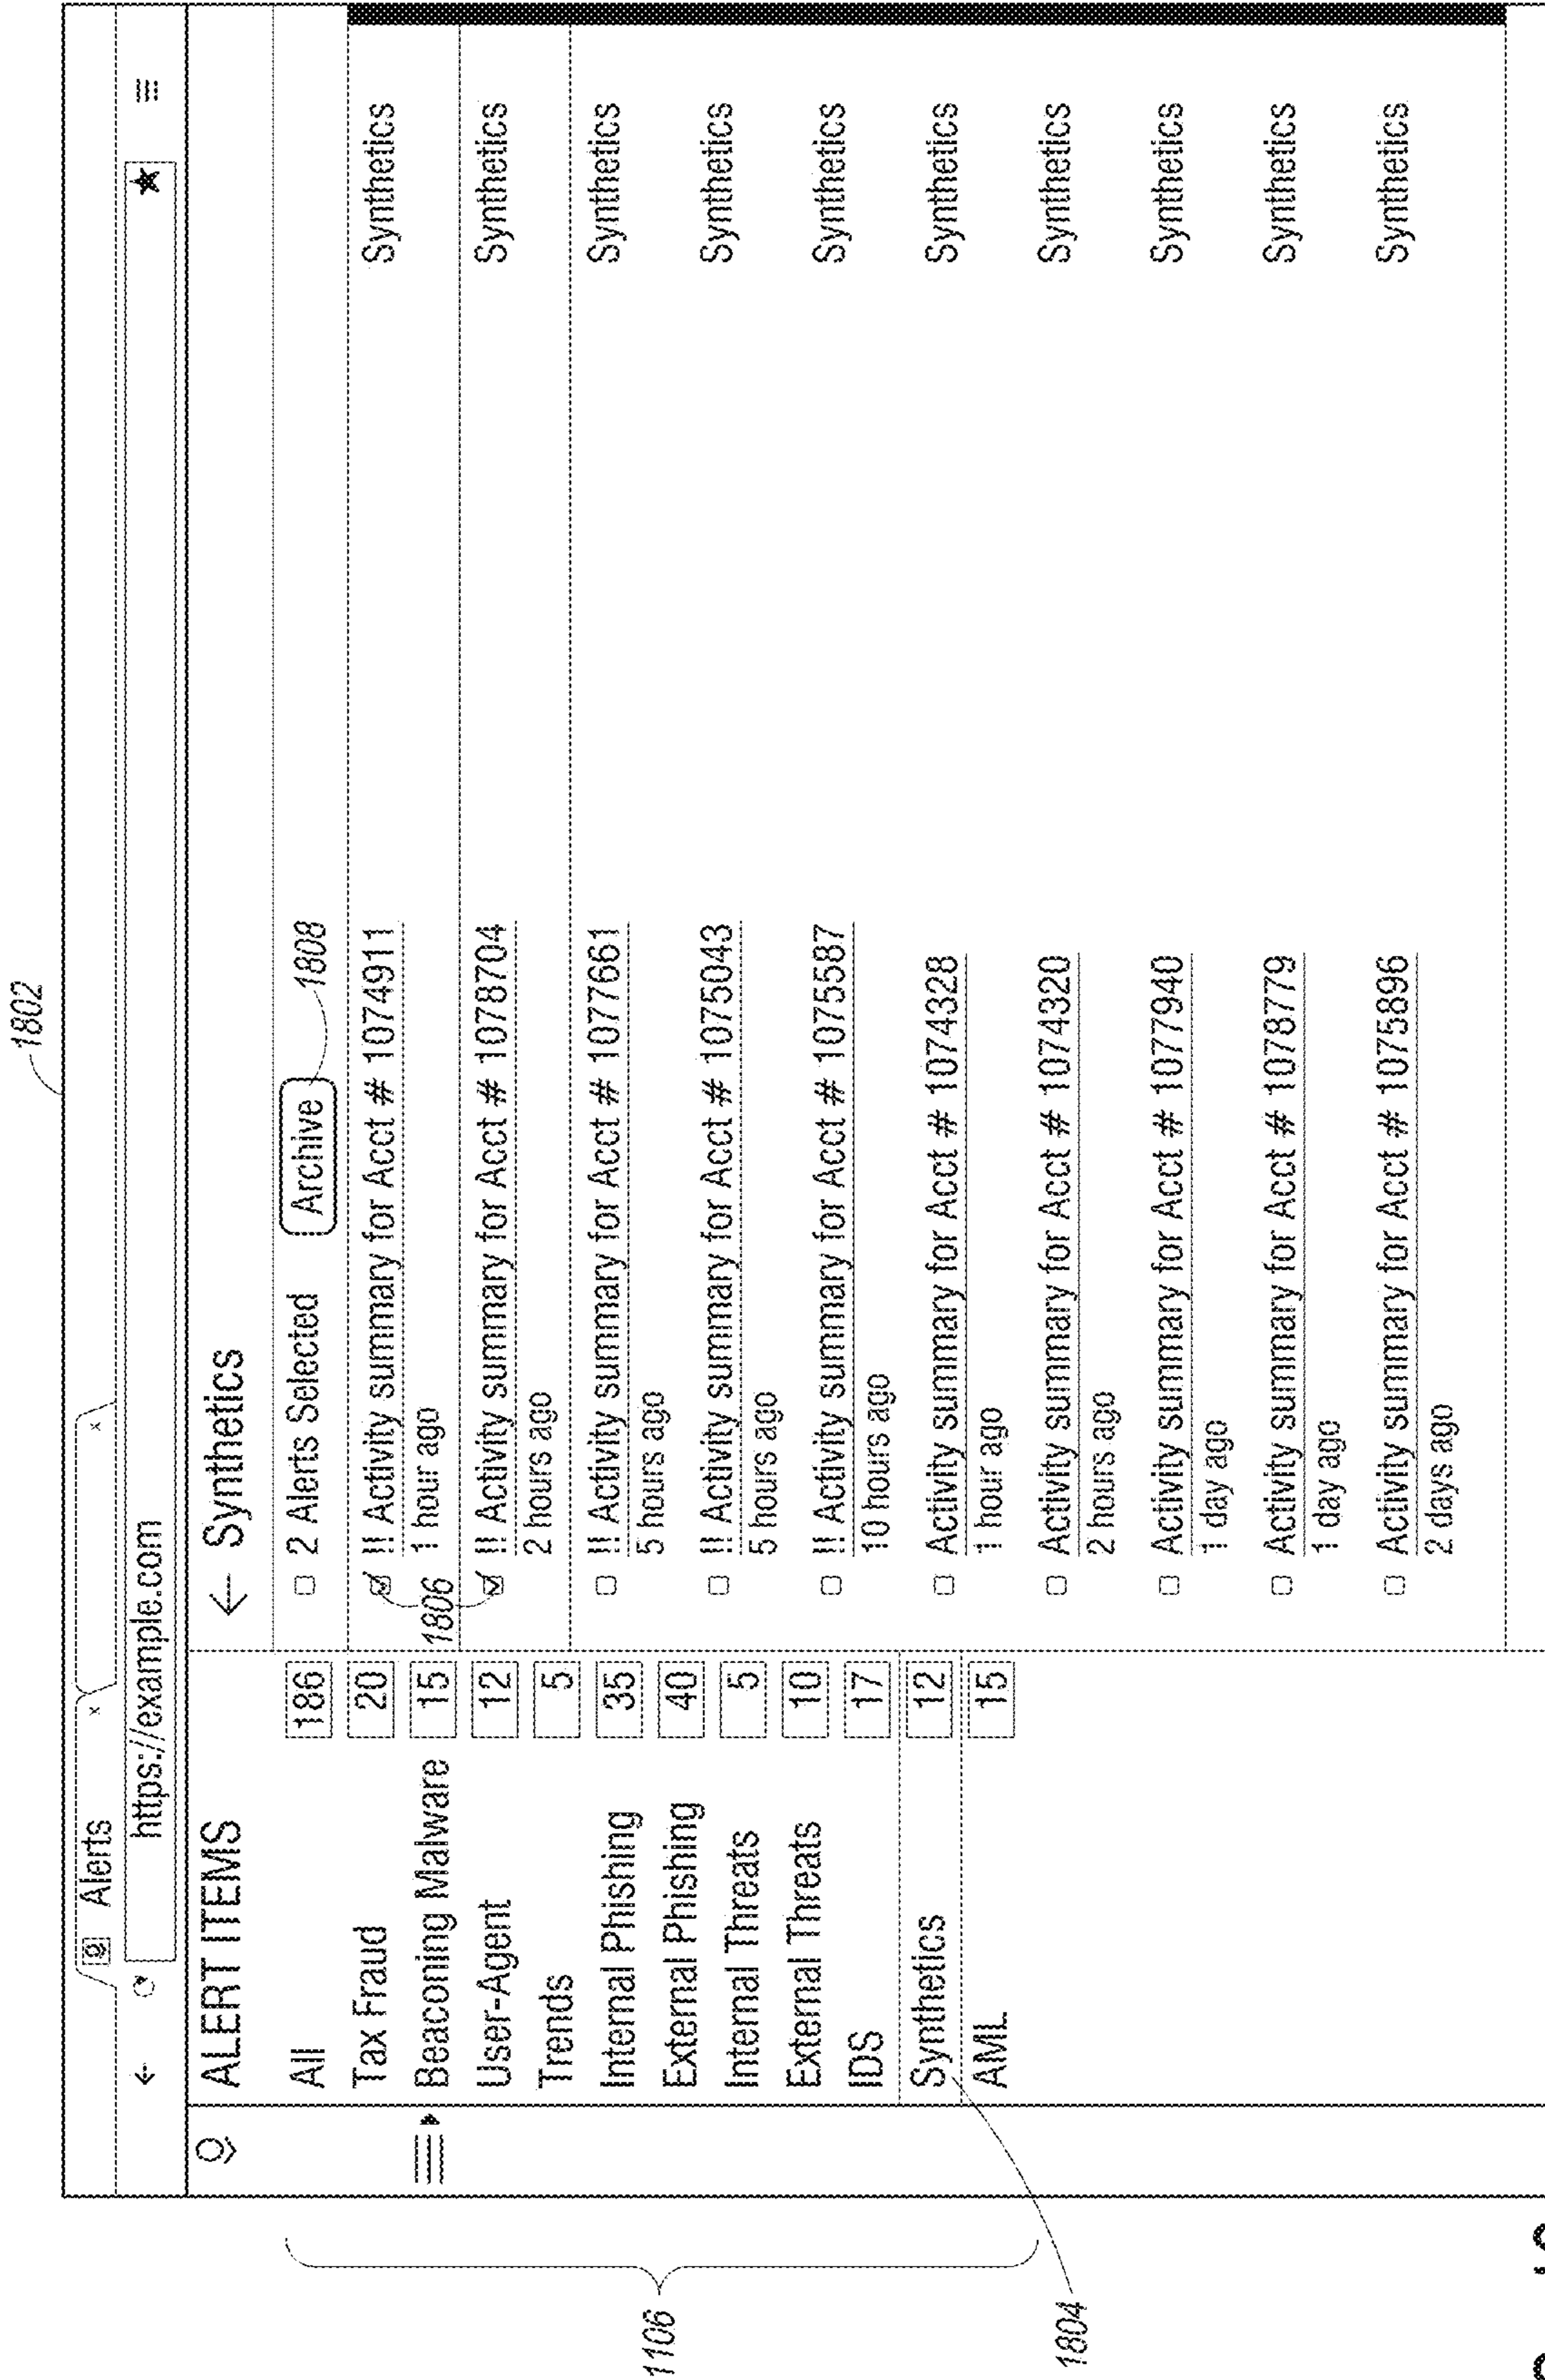 1802
Alerts x x
https://example.com
ALERT ITEMS
All 186
Tax Fraud 20
Beaconing Malware 15
User-Agent 12
Trends 5
Internal Phishing 35
External Phishing 40
Internal Threats 5
External Threats 10
IDS 17
Synthetics 12
AML 15
1106
1804
← Synthetics
2 Alerts Selected Archive 1808
!! Activity summary for Acct # 1074911 Synthetics
1 hour ago
1806
!! Activity summary for Acct # 1078704 Synthetics
2 hours ago
!! Activity summary for Acct # 1077661 Synthetics
5 hours ago
!! Activity summary for Acct # 1075043 Synthetics
5 hours ago
!! Activity summary for Acct # 1075587 Synthetics
10 hours ago
Activity summary for Acct # 1074328 Synthetics
1 hour ago
Activity summary for Acct # 1074320 Synthetics
2 hours ago
Activity summary for Acct # 1077940 Synthetics
1 day ago
Activity summary for Acct # 1078779 Synthetics
1 day ago
Activity summary for Acct # 1075896 Synthetics
2 days ago